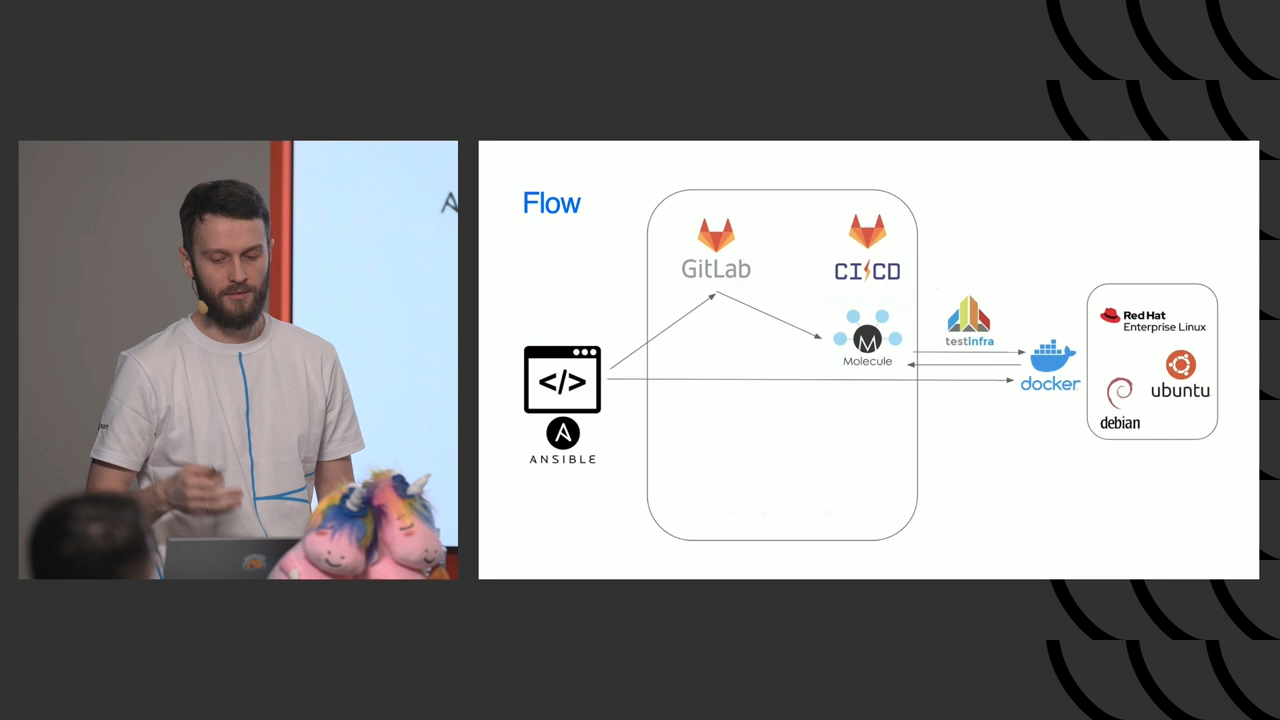 Flow
GitLab
CI CD
M
Molecule
testinfra
docker
Red Hat
Enterprise Linux
ubuntu
debian
</>
A
ANSIBLE